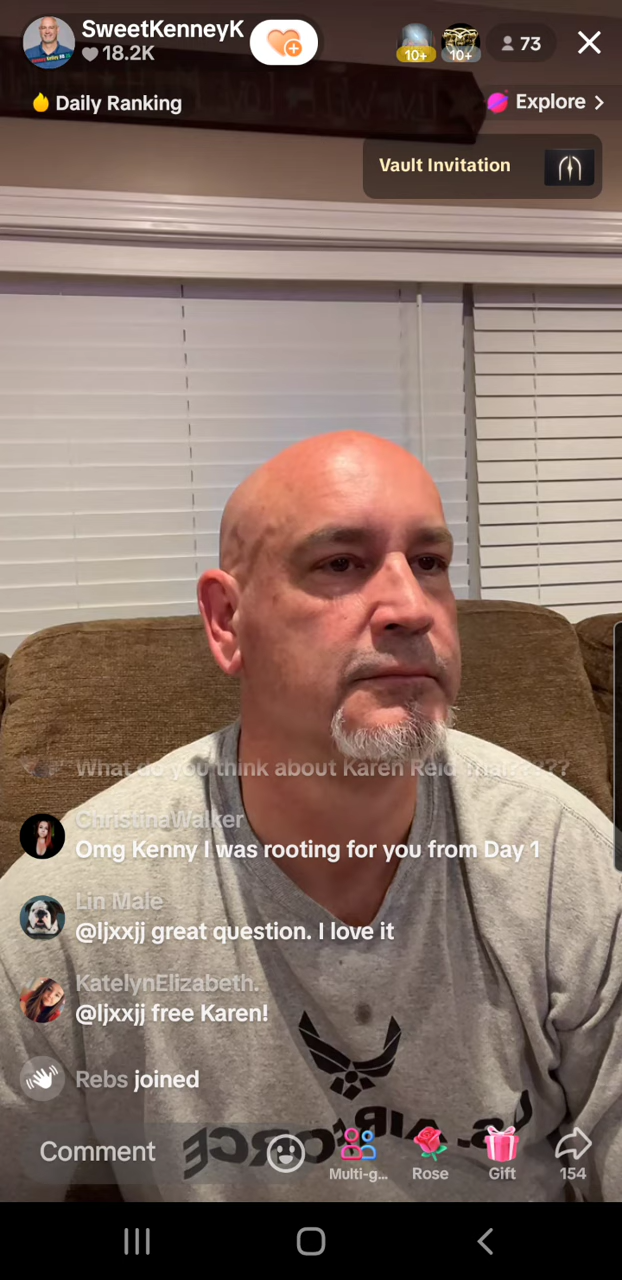 SweetKenneyK
18.2K
10+
10+
73
Daily Ranking
Explore
Vault Invitation
What do you think about Karen Reid Trial?????
ChristinaWalker
Omg Kenny I was rooting for you from Day 1
Lin Male
@ljxxjj great question. I love it
KatelynElizabeth.
@ljxxjj free Karen!
Rebs joined
U.S. AIR FORCE
Comment
Multi-g...
Rose
Gift
154